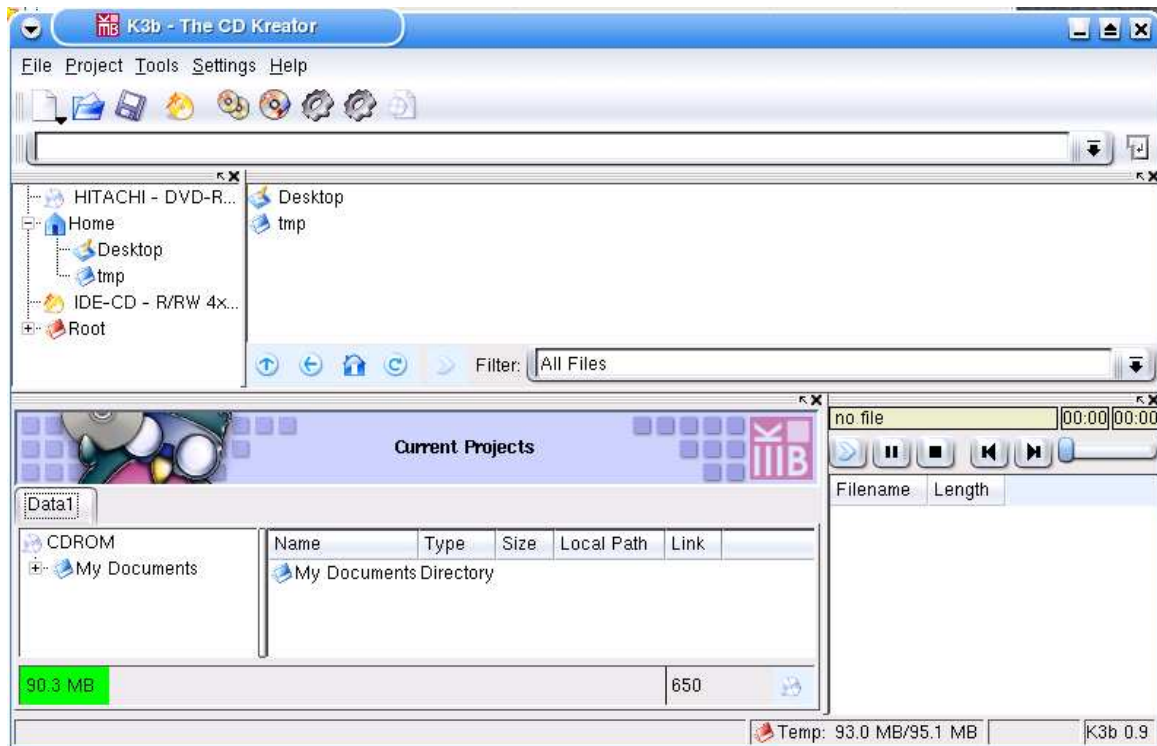 K3b - The CD Kreator
File Project Tools Settings Help
HITACHI - DVD-R...
Home
Desktop
tmp
IDE-CD - R/RW 4x...
Root
Desktop
tmp
Filter: All Files
Current Projects
K3B
Data1
CDROM
My Documents
Name Type Size Local Path Link
My Documents Directory
90.3 MB 650
no file 00:00 00:00
Filename Length
Temp: 93.0 MB/95.1 MB K3b 0.9